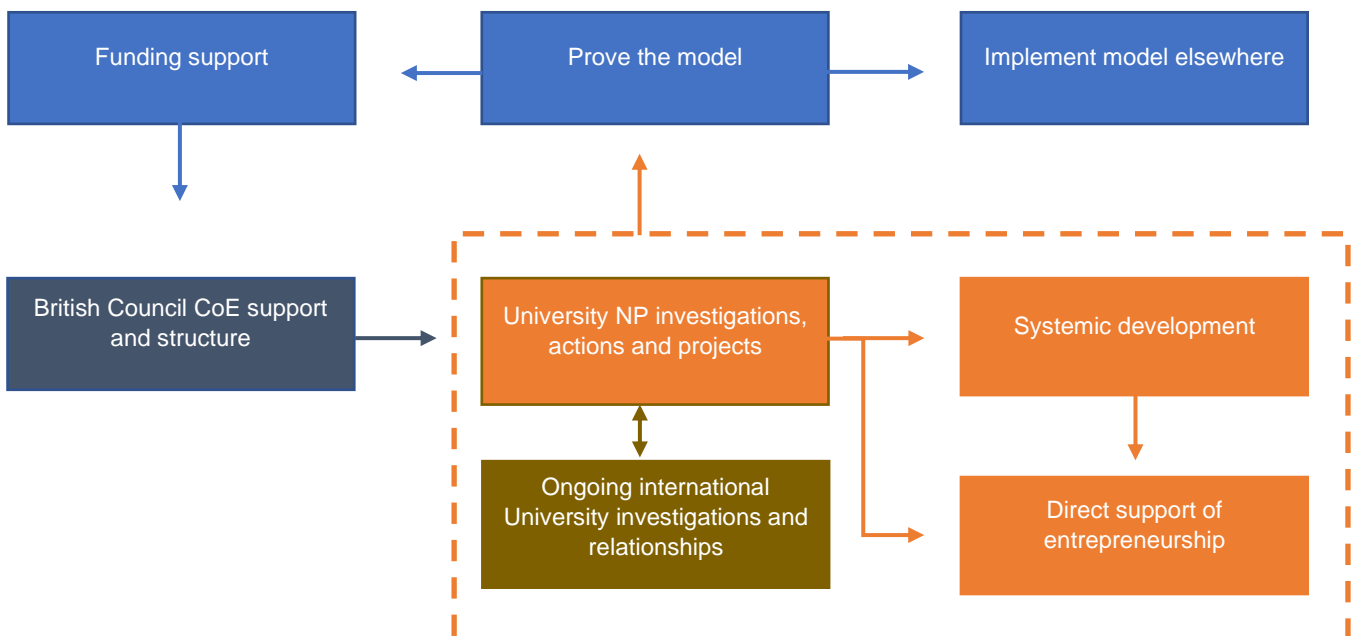 Funding support
Prove the model
Implement model elsewhere
British Council CoE support
and structure
University NP investigations,
actions and projects
Systemic development
Ongoing international
University investigations and
relationships
Direct support of
entrepreneurship